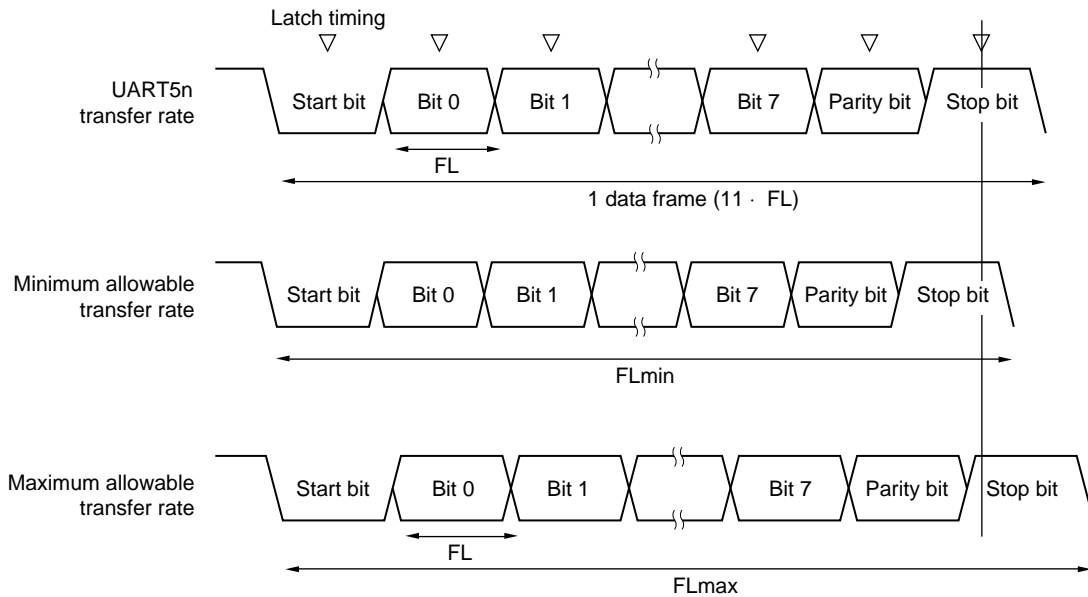 Latch timing
UART5n
transfer rate
Start bit
Bit 0
Bit 1
Bit 7
Parity bit
Stop bit
FL
1 data frame (11 · FL)
Minimum allowable
transfer rate
Start bit
Bit 0
Bit 1
Bit 7
Parity bit
Stop bit
FLmin
Maximum allowable
transfer rate
Start bit
Bit 0
Bit 1
Bit 7
Parity bit
Stop bit
FL
FLmax